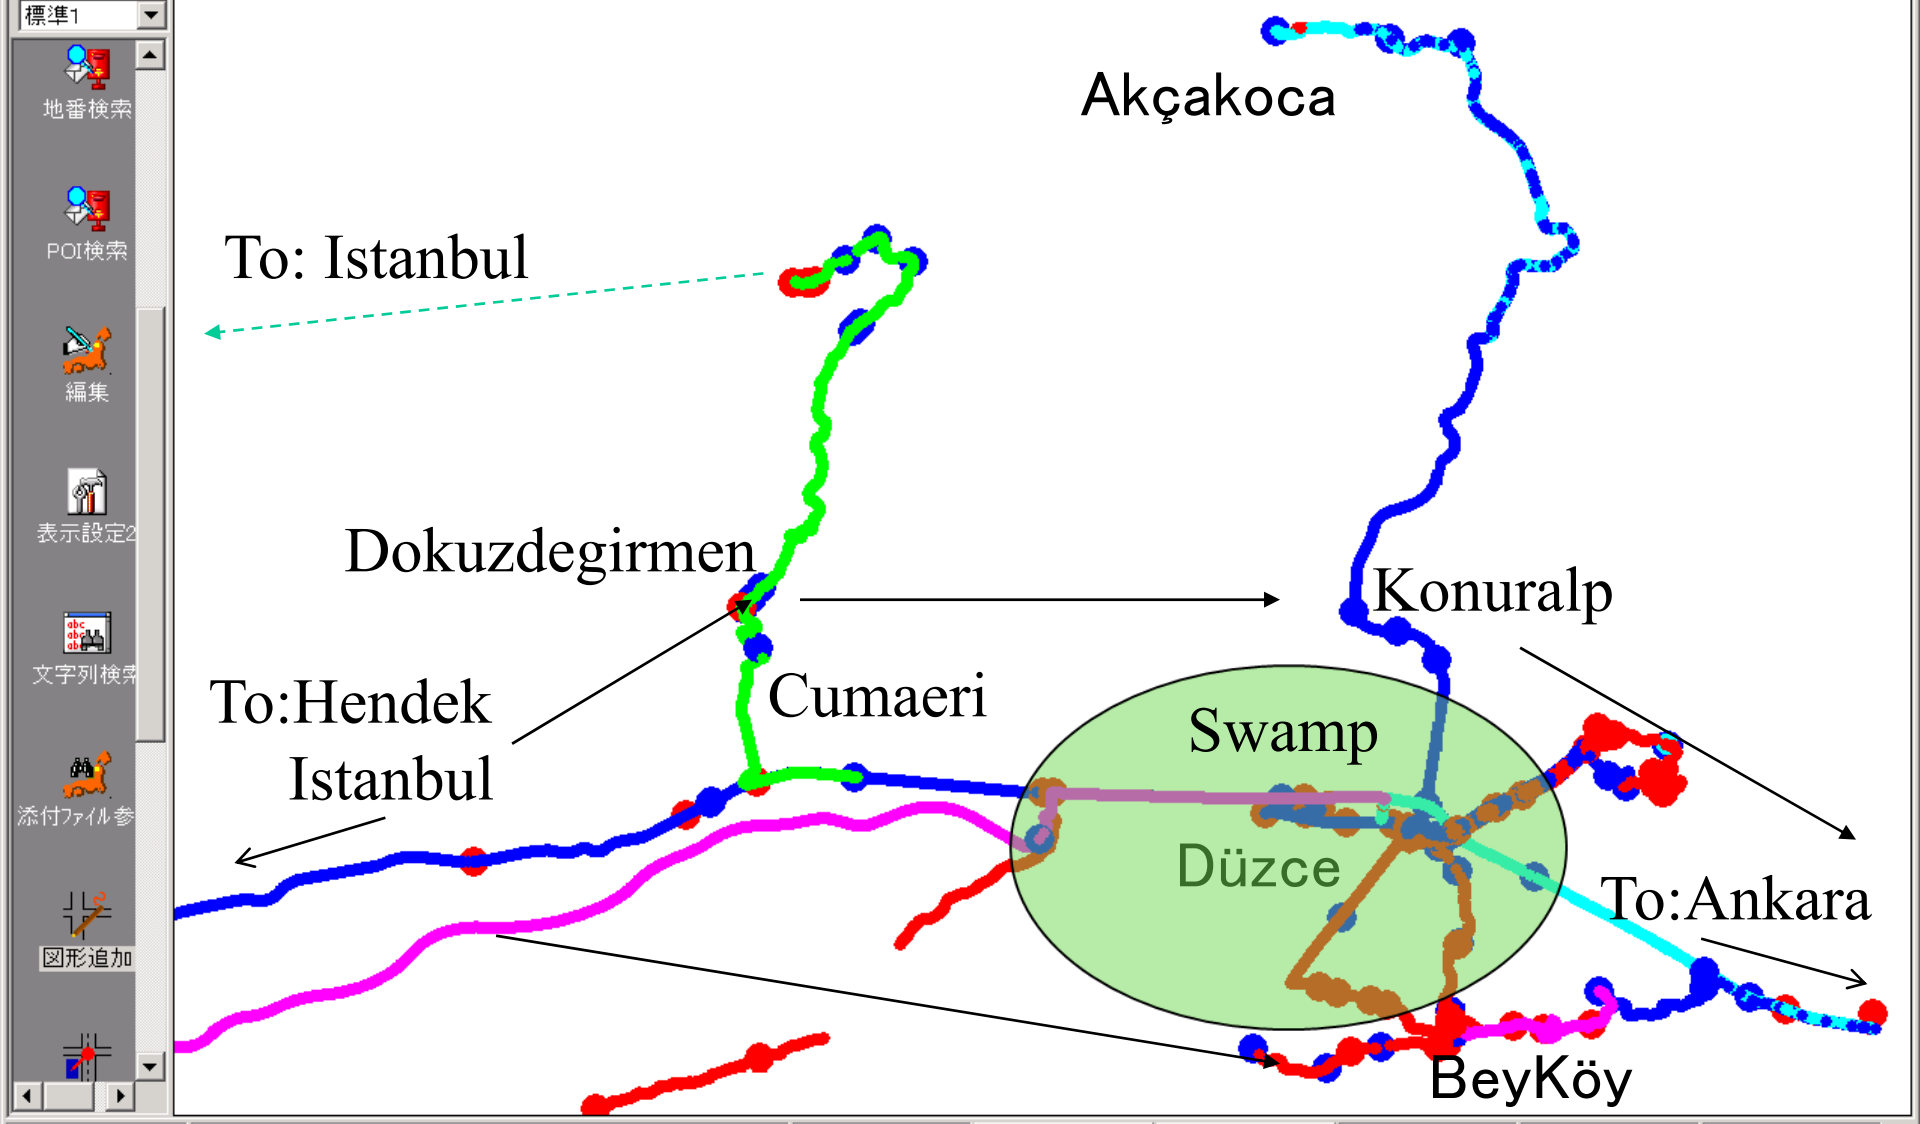 標準1
地番検索
POI検索
編集
表示設定2
文字列検索
添付ファイル参
図形追加
Akçakoca
To: Istanbul
Dokuzdegirmen
Konuralp
To:Hendek
Istanbul
Cumaeri
Swamp
Düzce
To:Ankara
BeyKöy